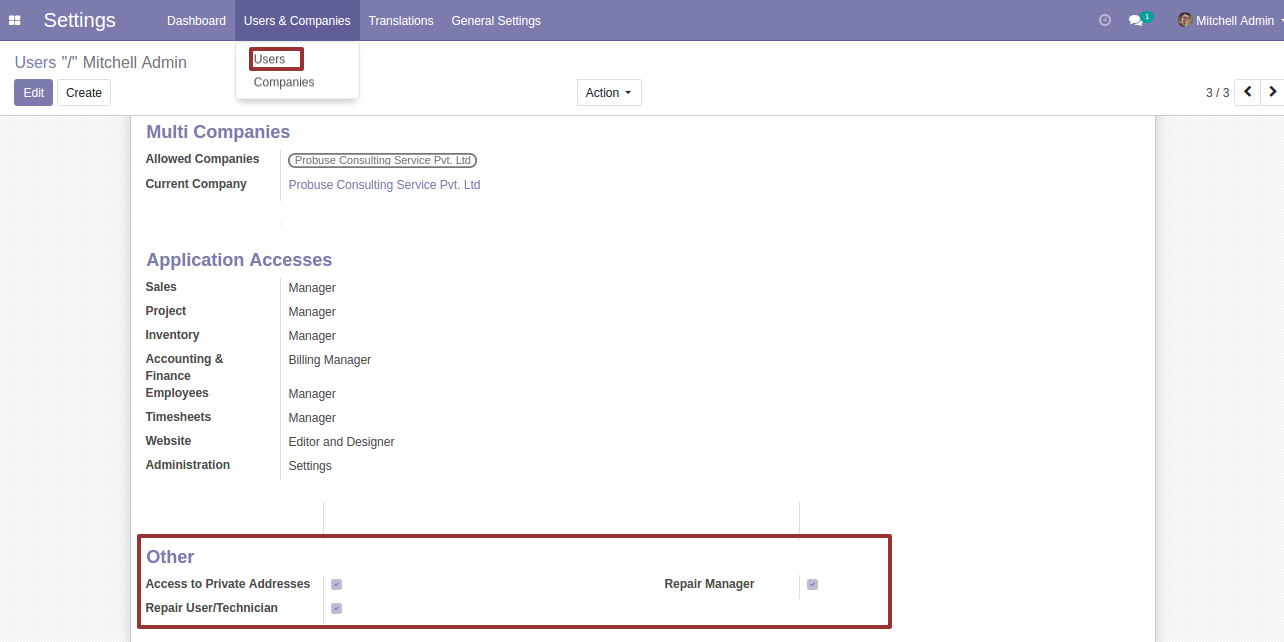 Settings Dashboard Users & Companies Translations General Settings 1 Mitchell Admin
Users "/" Mitchell Admin
Users
Companies
Edit Create Action 3 / 3
Multi Companies
Allowed Companies Probuse Consulting Service Pvt. Ltd
Current Company Probuse Consulting Service Pvt. Ltd
Application Accesses
Sales Manager
Project Manager
Inventory Manager
Accounting & Billing Manager
Finance
Employees Manager
Timesheets Manager
Website Editor and Designer
Administration Settings
Other
Access to Private Addresses Repair Manager
Repair User/Technician